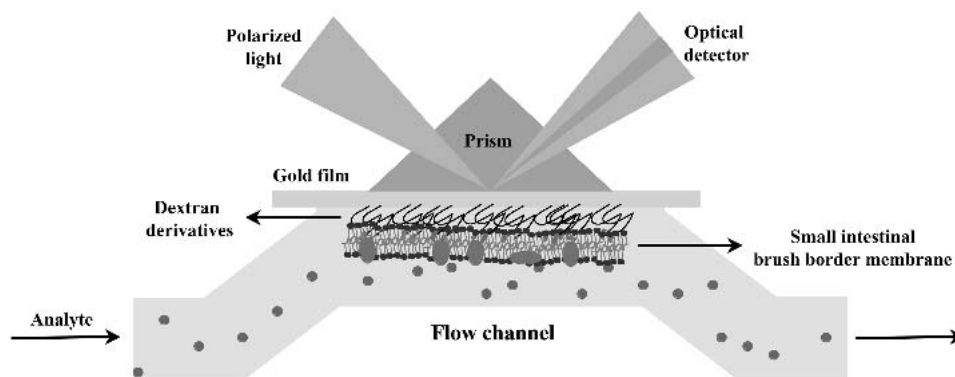 Polarized
light
Optical
detector
Prism
Gold film
Dextran
derivatives
Small intestinal
brush border membrane
Analyte
Flow channel